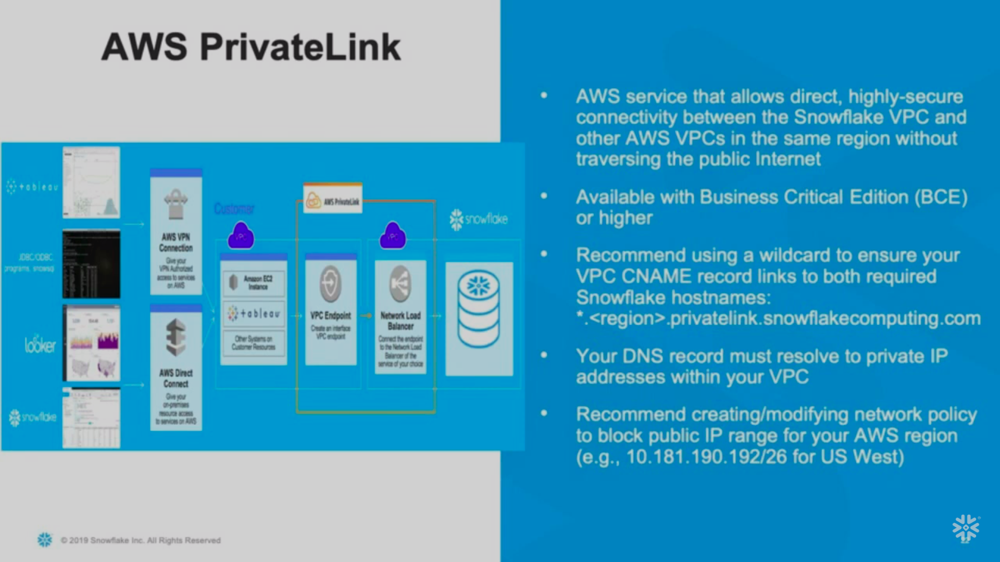 AWS PrivateLink
tableau
JDBC/ODBC
programs, snowsql
looker
snowflake
AWS VPN
Connection
Give your
VPN Authorized
access to services
on AWS
AWS Direct
Connect
Give your
on-premises
resource access
to services on AWS
Customer
VPC
Amazon EC2
Instance
tableau
Other Systems on
Customer Resources
AWS PrivateLink
VPC Endpoint
Create an interface
VPC endpoint
VPC
Network Load
Balancer
Connect the endpoint
to the Network Load
Balancer of the
service of your choice
snowflake
• AWS service that allows direct, highly-secure
connectivity between the Snowflake VPC and
other AWS VPCs in the same region without
traversing the public Internet
• Available with Business Critical Edition (BCE)
or higher
• Recommend using a wildcard to ensure your
VPC CNAME record links to both required
Snowflake hostnames:
*.<region>.privatelink.snowflakecomputing.com
• Your DNS record must resolve to private IP
addresses within your VPC
• Recommend creating/modifying network policy
to block public IP range for your AWS region
(e.g., 10.181.190.192/26 for US West)
© 2019 Snowflake Inc. All Rights Reserved
22